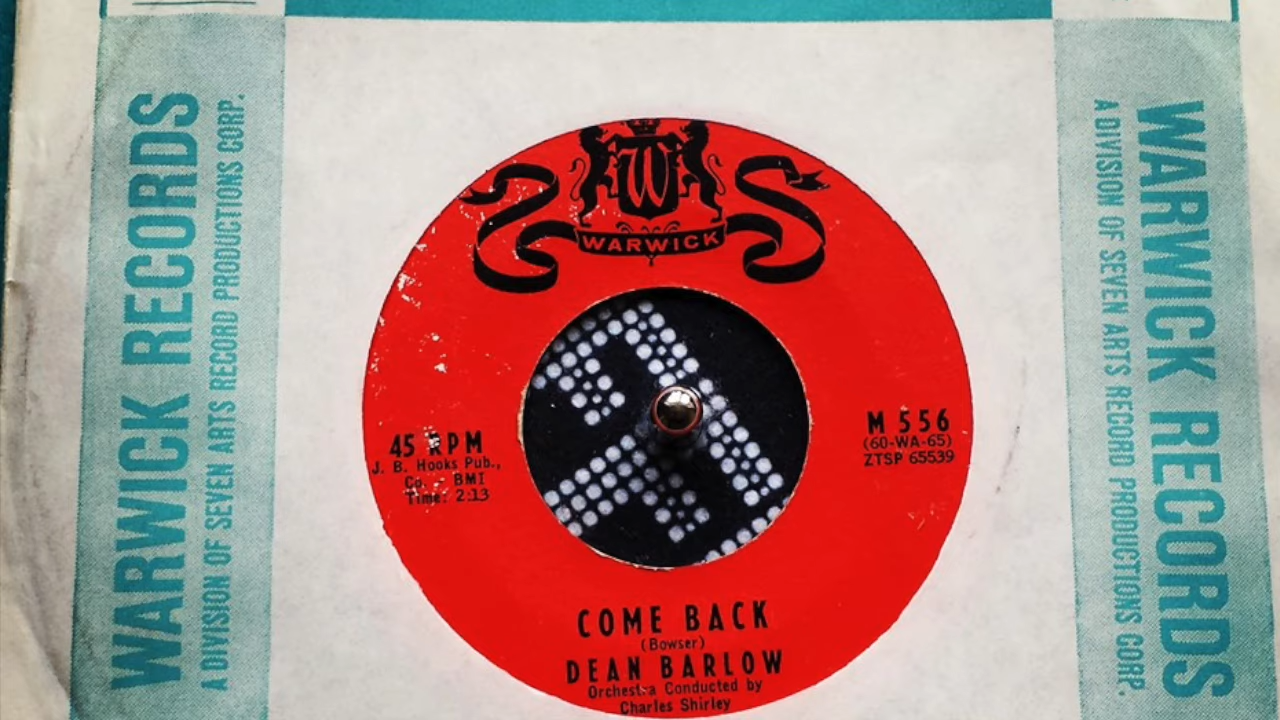 WARWICK RECORDS
A DIVISION OF SEVEN ARTS RECORD PRODUCTIONS CORP.
W
WARWICK
45 RPM
J. B. Hooks Pub.,
Co. - BMI
Time: 2:13
M 556
(60-WA-65)
ZTSP 65539
COME BACK
(Bowser)
DEAN BARLOW
Orchestra Conducted by
Charles Shirley
WARWICK RECORDS
A DIVISION OF SEVEN ARTS RECORD PRODUCTIONS CORP.